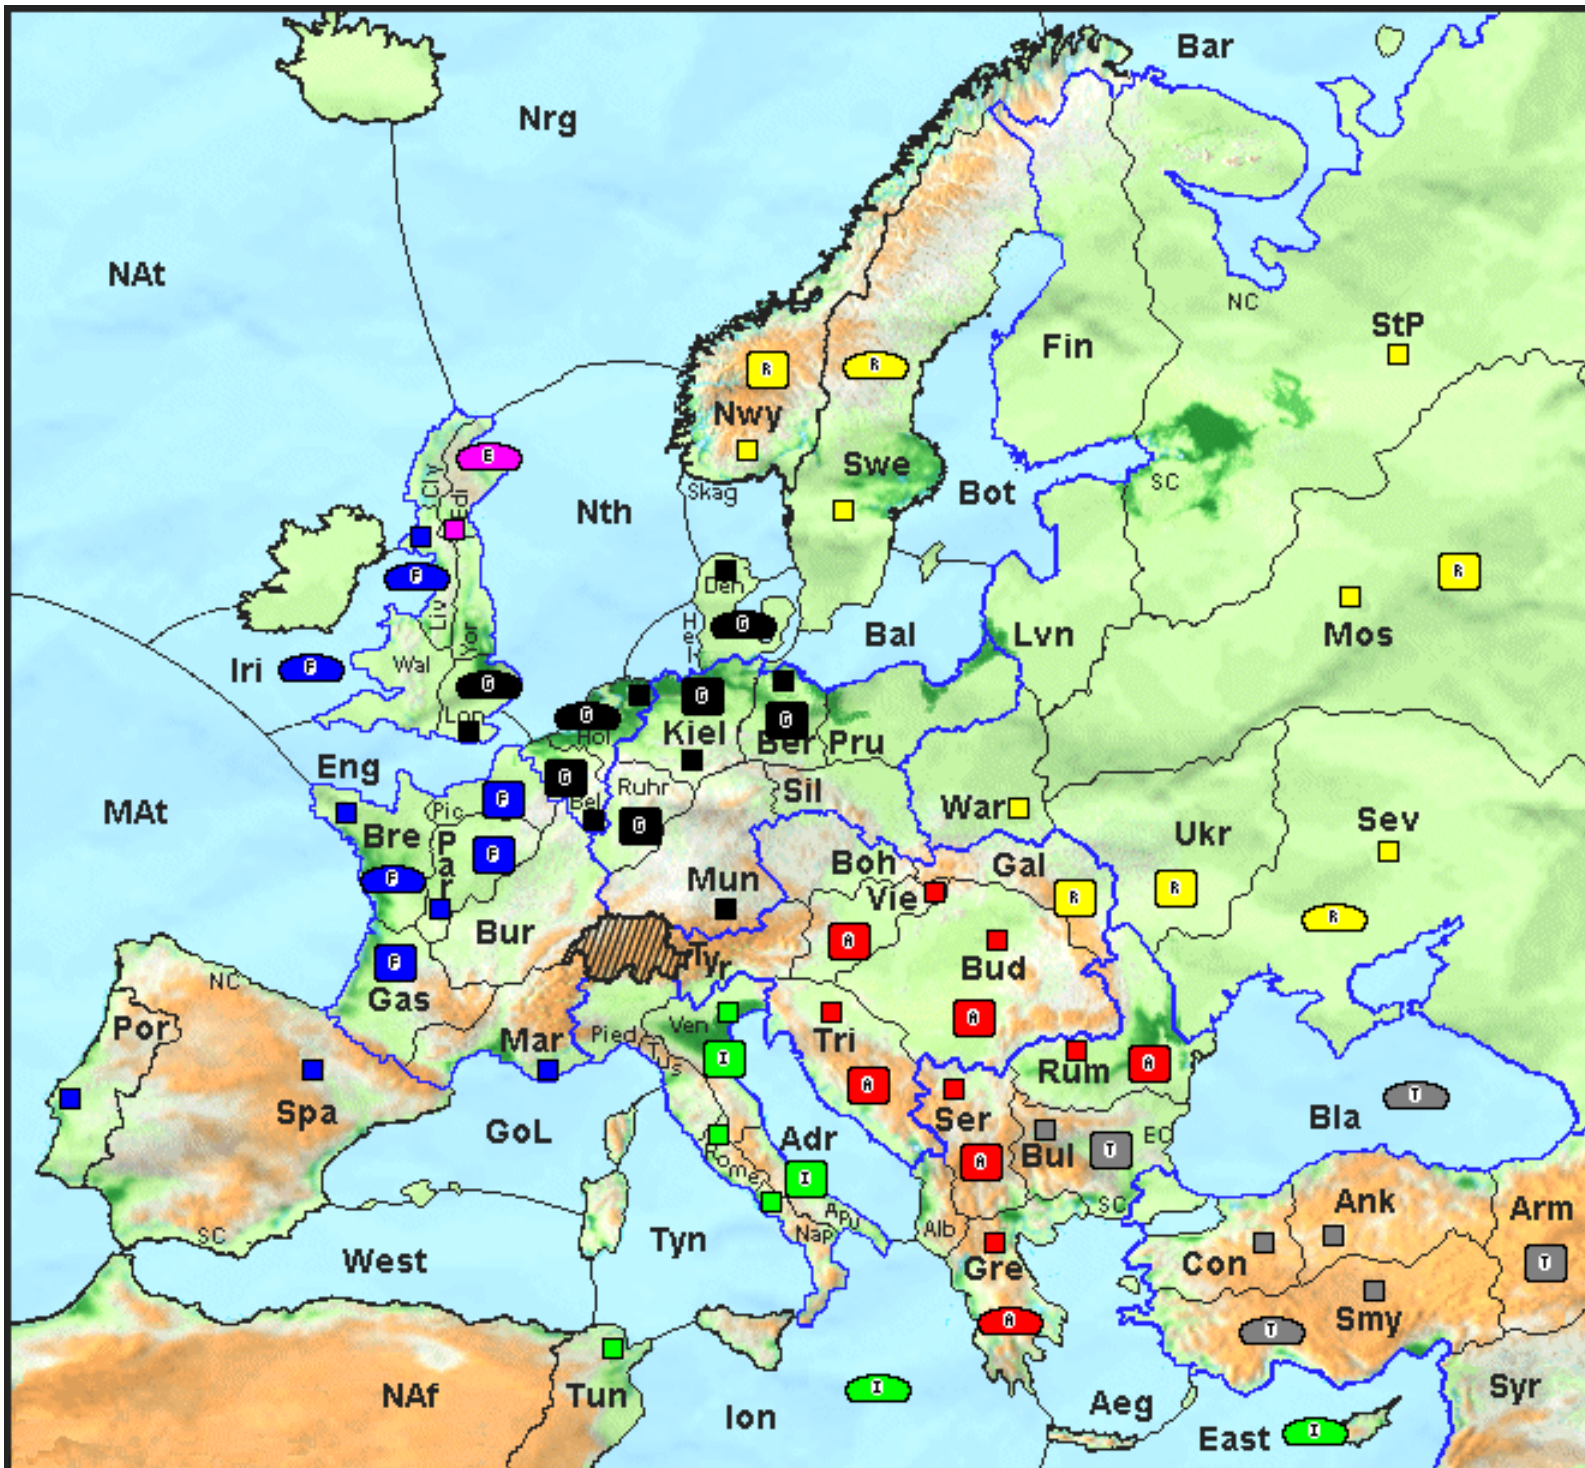 Bar
Nrg
NAt
NC
StP
Fin
R
R
Nwy
E
Cly
Edl
Swe
SC
Skag
Bot
Nth
R
F
Den
Liv
Yor
G
Hel
Bal
Lvn
Mos
Iri
F
Wal
G
G
G
G
Lon
Hol
Kiel
Ber
Pru
Eng
G
Ruhr
Sil
F
Bel
War
MAt
Pic
G
Ukr
Sev
Bre
Par
F
Boh
Gal
F
Mun
Vie
R
R
R
Bur
A
F
Tyr
Bud
NC
Gas
A
Por
Mar
Pied
Ven
Tri
Tus
I
Rum
A
A
Spa
GoL
Ser
T
Bla
Adr
Bul
T
EC
Rome
A
I
Ank
Arm
SC
Apu
SC
Nap
Alb
Tyn
West
Gre
Con
T
A
T
Smy
NAf
Tun
I
Syr
Ion
Aeg
East
I